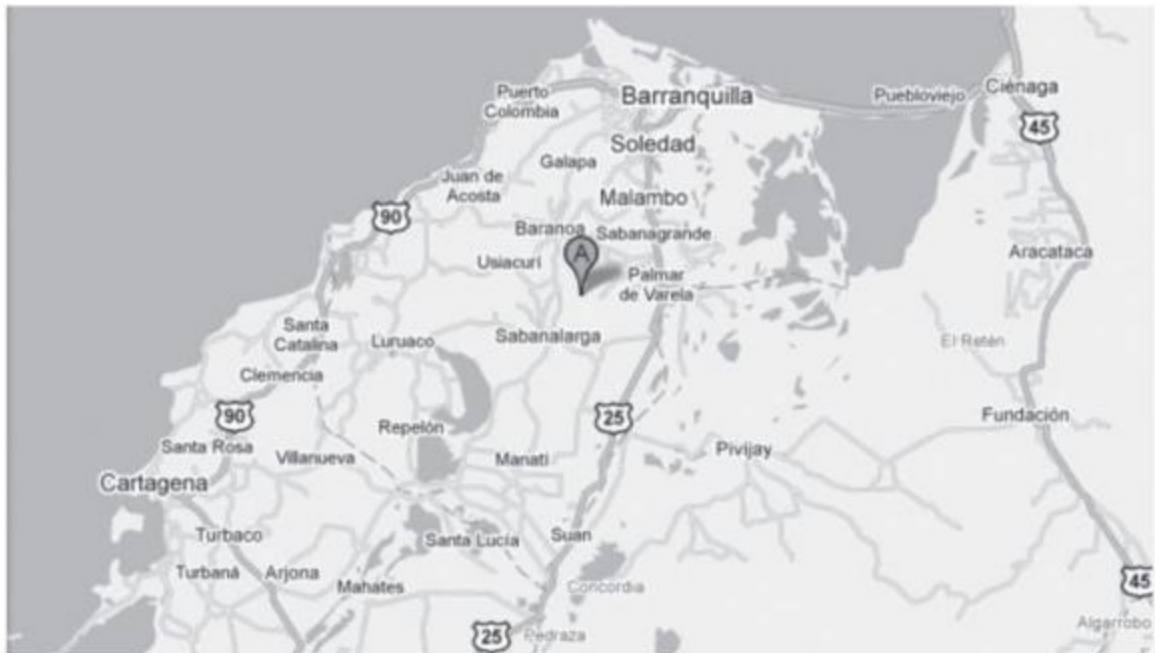 Puerto
Colombia
Barranquilla
Puebloviejo
Ciénaga
45
Soledad
Galapa
Juan de
Acosta
Malambo
90
Baranoa
Sabanagrande
A
Usiacurí
Aracataca
Palmar
de Varela
Santa
Catalina
Luruaco
Sabanalarga
El Retén
Clemencia
90
25
Fundación
Repelón
Santa Rosa
Villanueva
Manatí
Pivijay
Cartagena
Turbaco
Santa Lucía
Suan
Turbaná
Arjona
Mahates
Concordia
45
Algarrobo
25
Pedraza